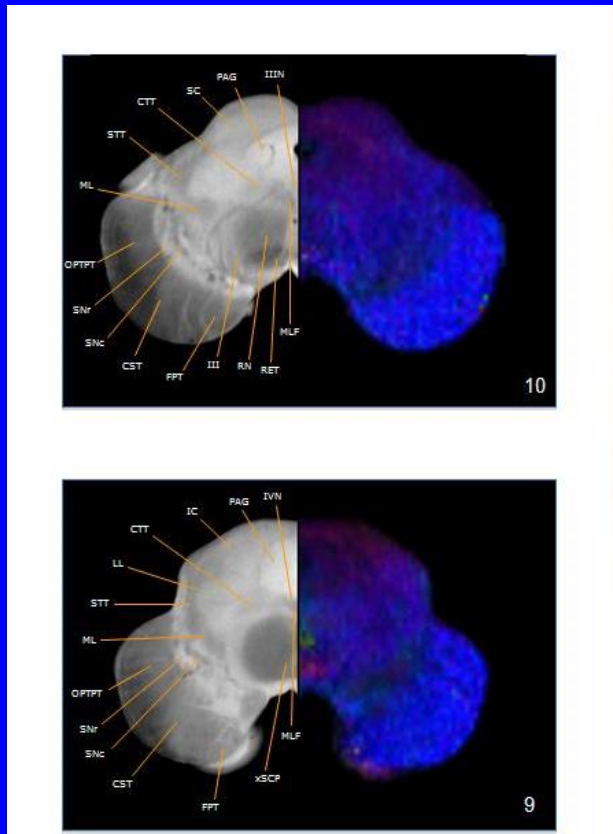 PAG
IIIN
SC
CTT
STT
ML
OPTPT
SNr
SNc
CST
FPT
III
RN
RET
MLF
10
PAG
IVN
IC
CTT
LL
STT
ML
OPTPT
SNr
SNc
CST
FPT
xSCP
MLF
9